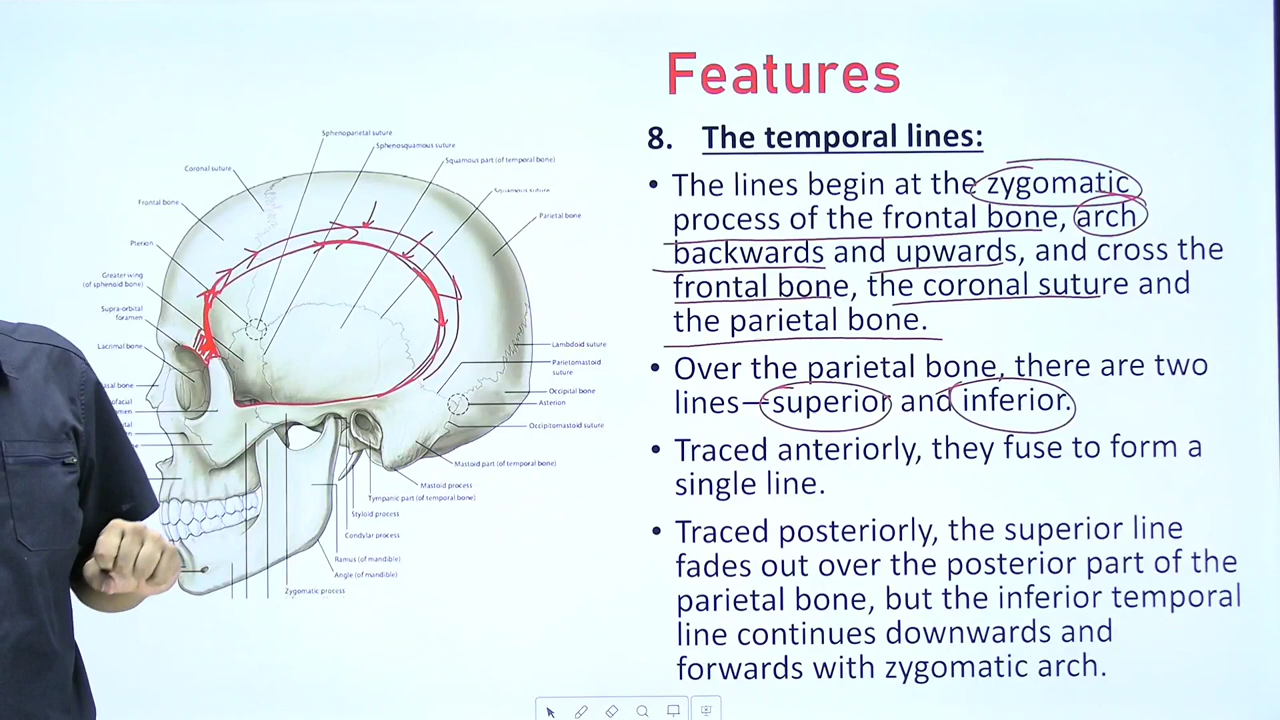 Features
8. The temporal lines:
• The lines begin at the zygomatic
process of the frontal bone, arch
backwards and upwards, and cross the
frontal bone, the coronal suture and
the parietal bone.
• Over the parietal bone, there are two
lines—superior and inferior.
• Traced anteriorly, they fuse to form a
single line.
• Traced posteriorly, the superior line
fades out over the posterior part of the
parietal bone, but the inferior temporal
line continues downwards and
forwards with zygomatic arch.
Sphenoparietal suture
Sphenosquamous suture
Squamous part (of temporal bone)
Squamous suture
Parietal bone
Coronal suture
Frontal bone
Pterion
Greater wing
(of sphenoid bone)
Supra-orbital
foramen
Lacrimal bone
asal bone
ofacial
men
tal
ne
Lambdoid suture
Parietomastoid
suture
Occipital bone
Asterion
Occipitomastoid suture
Mastoid part (of temporal bone)
Mastoid process
Tympanic part (of temporal bone)
Styloid process
Condylar process
Ramus (of mandible)
Angle (of mandible)
Zygomatic process